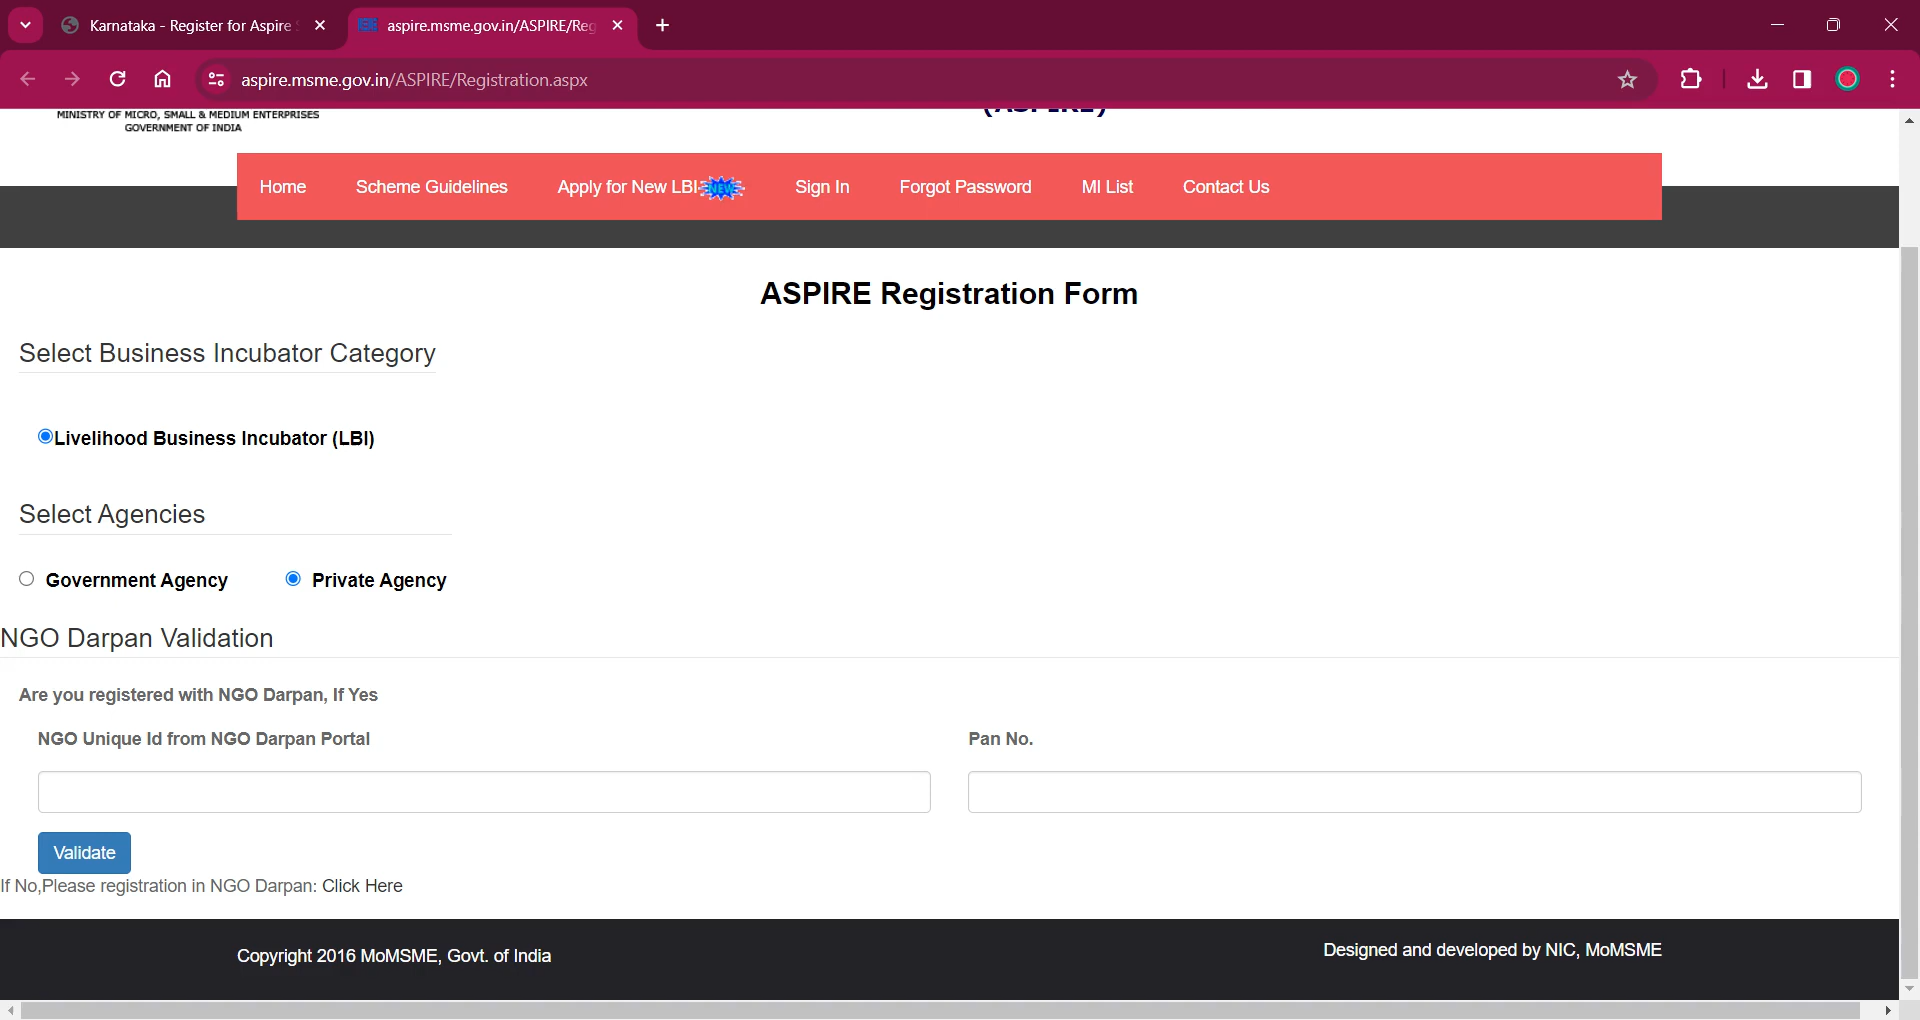 Karnataka - Register for Aspire
aspire.msme.gov.in/ASPIRE/Reg
aspire.msme.gov.in/ASPIRE/Registration.aspx
MINISTRY OF MICRO, SMALL & MEDIUM ENTERPRISES
GOVERNMENT OF INDIA
(ASPIRE)
Home Scheme Guidelines Apply for New LBI NEW Sign In Forgot Password MI List Contact Us
ASPIRE Registration Form
Select Business Incubator Category
Livelihood Business Incubator (LBI)
Select Agencies
Government Agency Private Agency
NGO Darpan Validation
Are you registered with NGO Darpan, If Yes
NGO Unique Id from NGO Darpan Portal Pan No.
Validate
If No,Please registration in NGO Darpan: Click Here
Copyright 2016 MoMSME, Govt. of India
Designed and developed by NIC, MoMSME